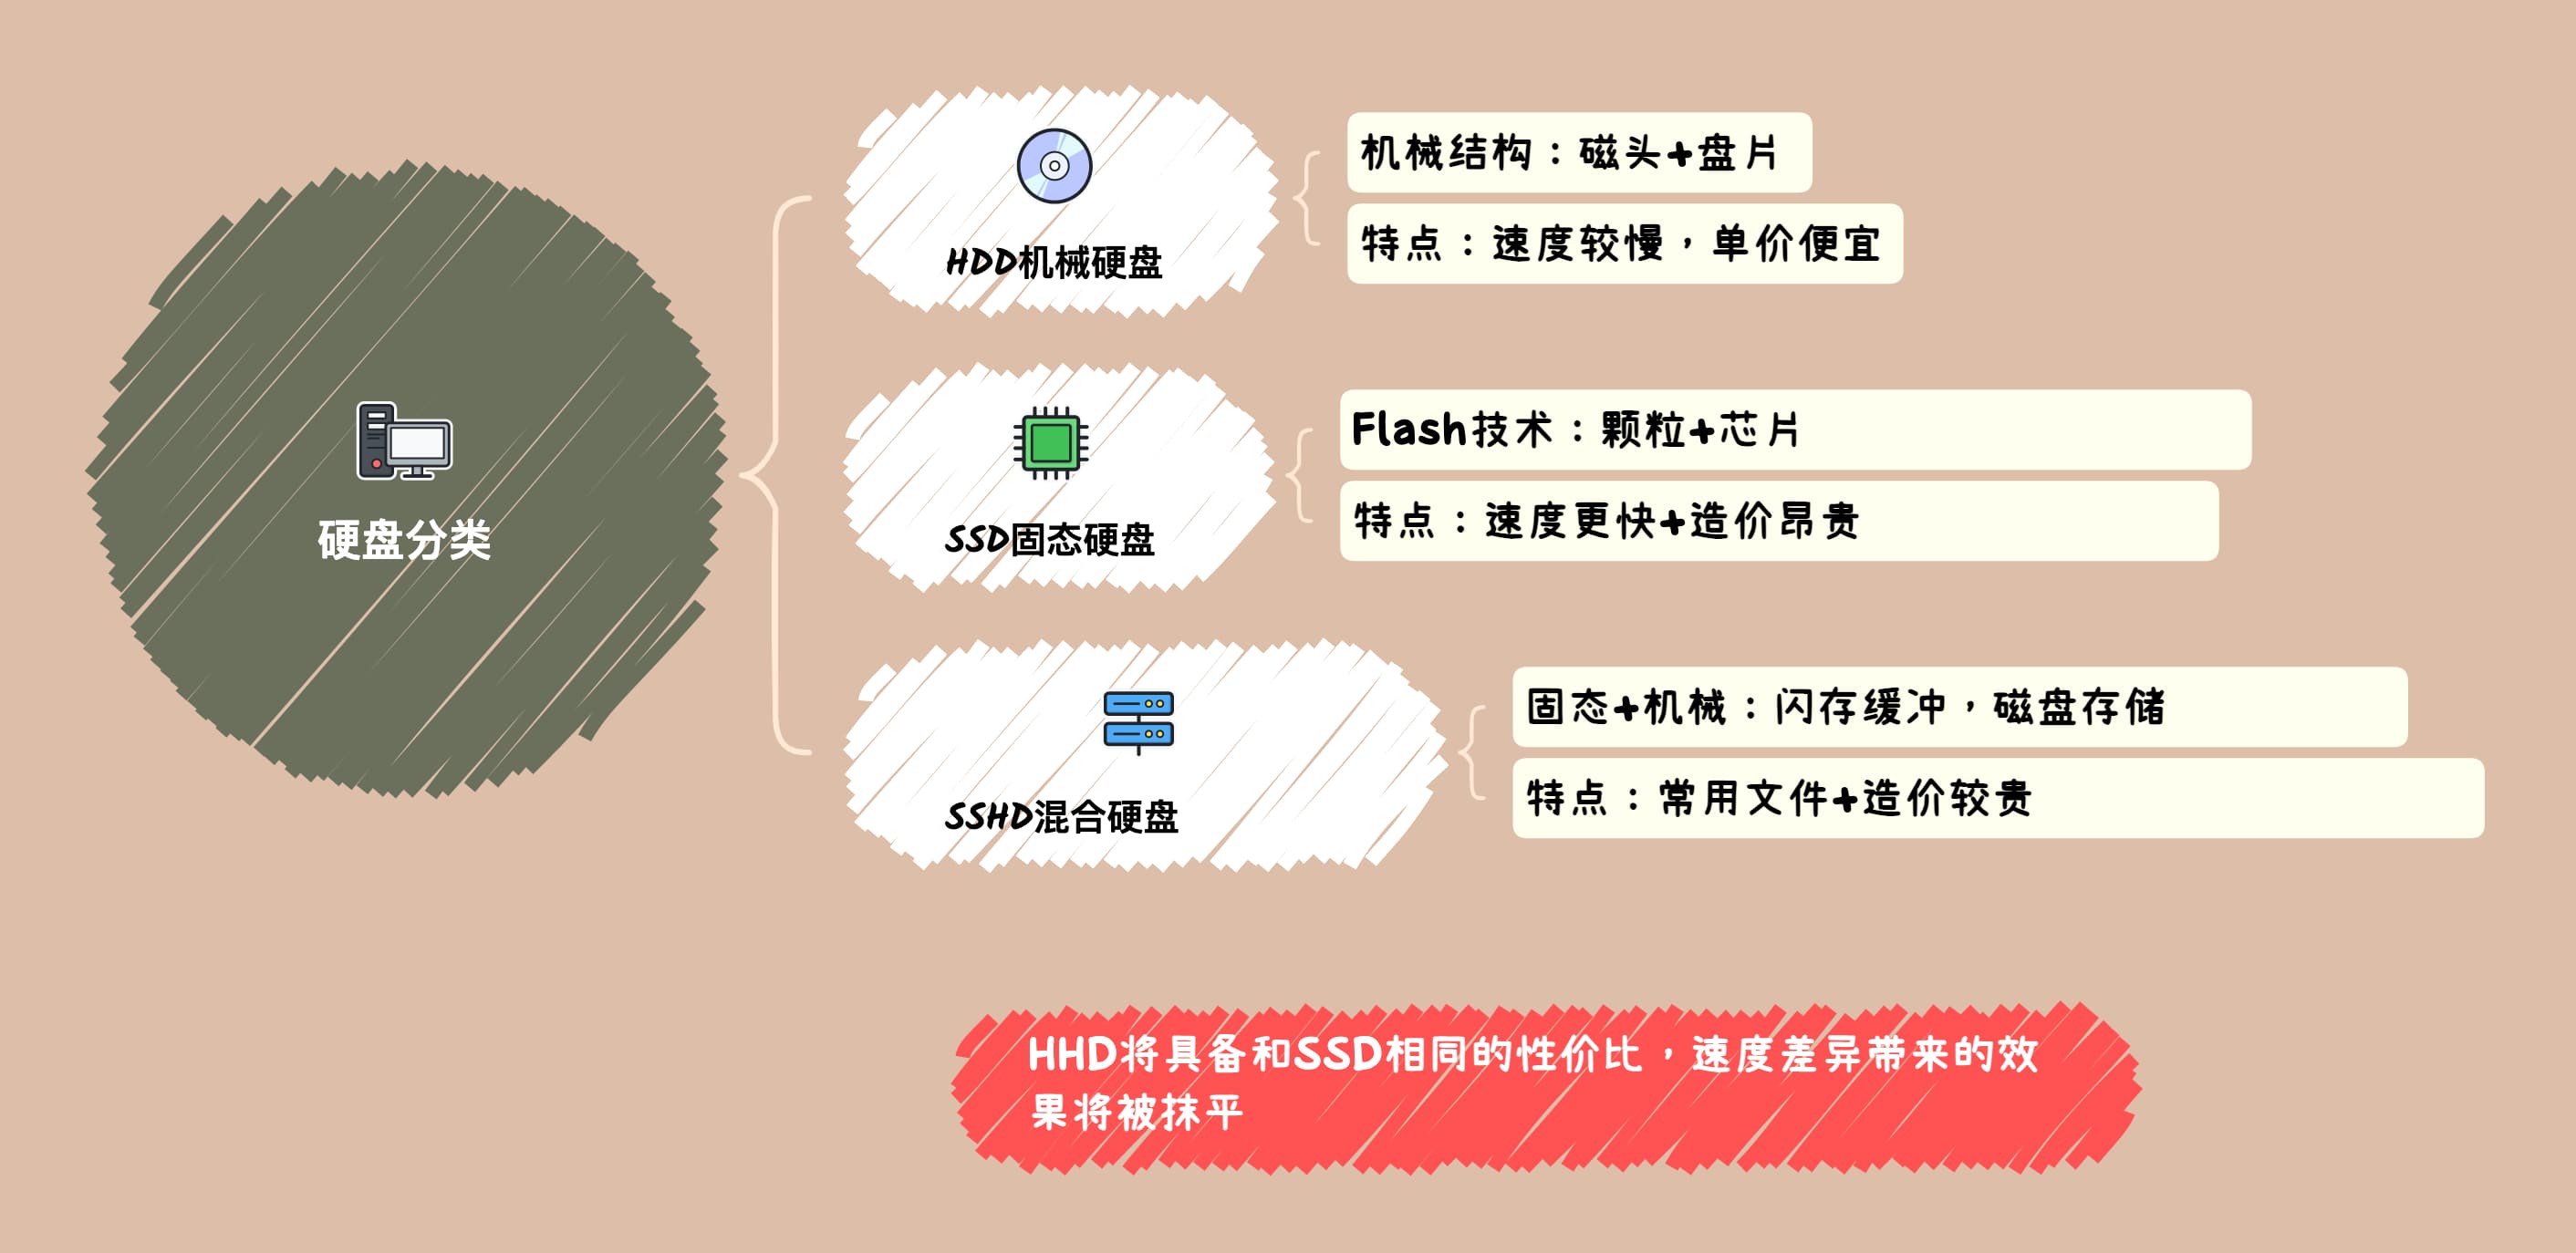 硬盘分类
HDD机械硬盘
机械结构：磁头+盘片
特点：速度较慢，单价便宜
SSD固态硬盘
Flash技术：颗粒+芯片
特点：速度更快+造价昂贵
SSHD混合硬盘
固态+机械：闪存缓冲，磁盘存储
特点：常用文件+造价较贵
HHD将具备和SSD相同的性价比，速度差异带来的效
果将被抹平